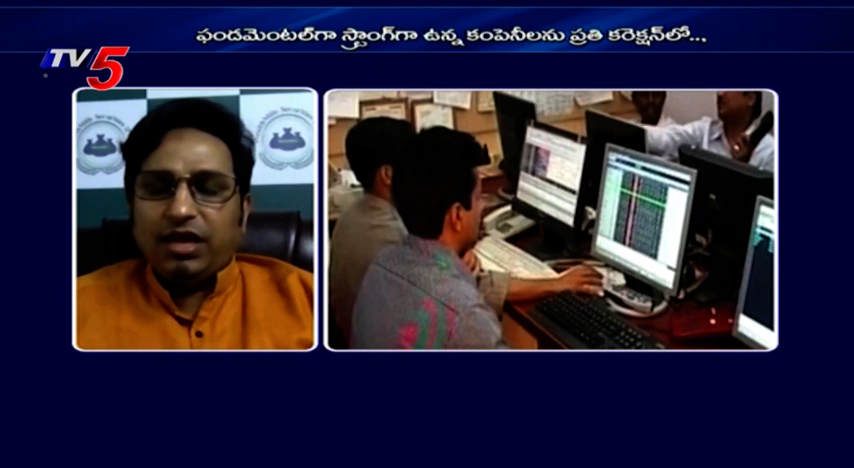 ఫండమెంటల్‌గా స్ట్రాంగ్‌గా ఉన్న కంపెనీలను ప్రతి కరెక్షన్‌లో...
TV5